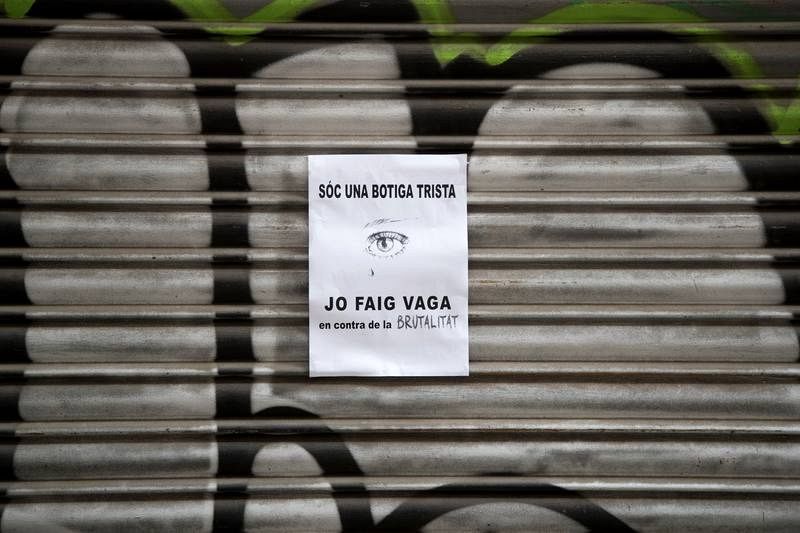 SÓC UNA BOTIGA TRISTA
JO FAIG VAGA
en contra de la BRUTALITAT